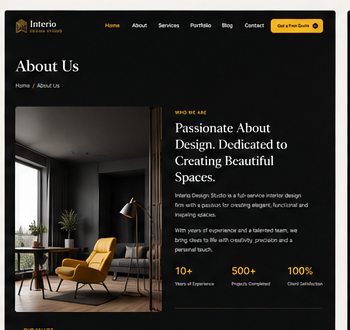 Interio
DESIGN STUDIO
Home
About
Services
Portfolio
Blog
Contact
Get a Free Quote
About Us
Home / About Us
WHO WE ARE
Passionate About
Design. Dedicated to
Creating Beautiful
Spaces.
Interio Design Studio is a full-service interior design
firm with a passion for creating elegant, functional and
inspiring spaces.
With years of experience and a talented team, we
bring ideas to life with creativity, precision and a
personal touch.
10+
500+
100%
Years of Experience
Projects Completed
Client Satisfaction